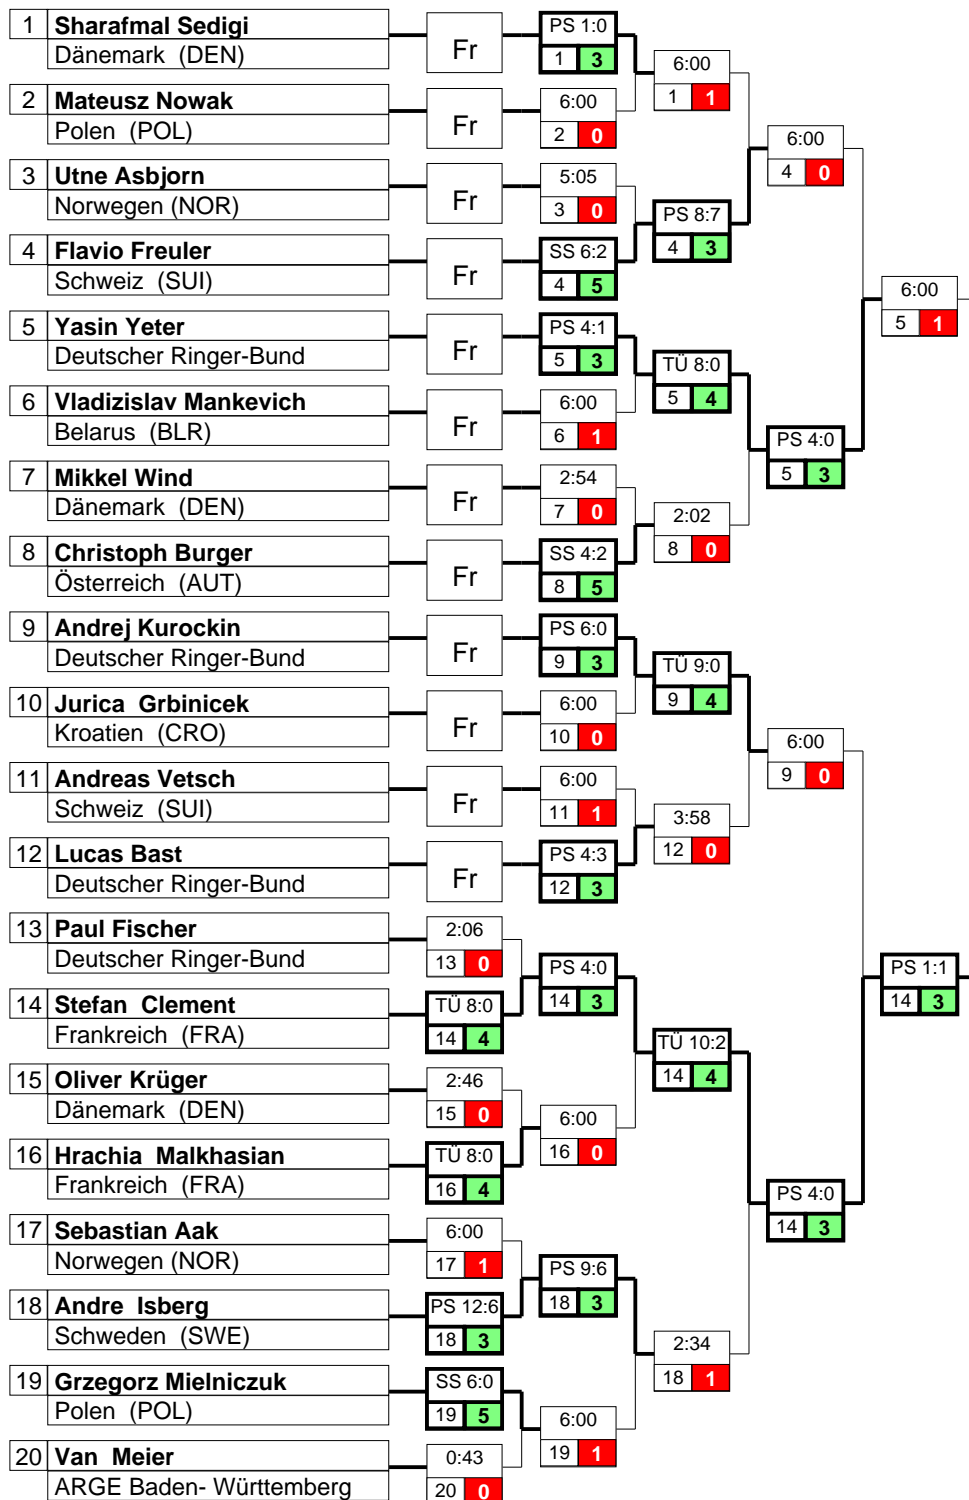 1 Sharafmal Sedigi
Dänemark (DEN)
Fr
PS 1:0
1 3
6:00
1 1
2 Mateusz Nowak
Polen (POL)
Fr
6:00
2 0
6:00
4 0
3 Utne Asbjorn
Norwegen (NOR)
Fr
5:05
3 0
PS 8:7
4 3
4 Flavio Freuler
Schweiz (SUI)
Fr
SS 6:2
4 5
6:00
5 1
5 Yasin Yeter
Deutscher Ringer-Bund
Fr
PS 4:1
5 3
TÜ 8:0
5 4
6 Vladizislav Mankevich
Belarus (BLR)
Fr
6:00
6 1
PS 4:0
5 3
7 Mikkel Wind
Dänemark (DEN)
Fr
2:54
7 0
2:02
8 0
8 Christoph Burger
Österreich (AUT)
Fr
SS 4:2
8 5
9 Andrej Kurockin
Deutscher Ringer-Bund
Fr
PS 6:0
9 3
TÜ 9:0
9 4
10 Jurica Grbinicek
Kroatien (CRO)
Fr
6:00
10 0
6:00
9 0
11 Andreas Vetsch
Schweiz (SUI)
Fr
6:00
11 1
3:58
12 0
12 Lucas Bast
Deutscher Ringer-Bund
Fr
PS 4:3
12 3
13 Paul Fischer
Deutscher Ringer-Bund
2:06
13 0
PS 4:0
14 3
PS 1:1
14 3
14 Stefan Clement
Frankreich (FRA)
TÜ 8:0
14 4
TÜ 10:2
14 4
15 Oliver Krüger
Dänemark (DEN)
2:46
15 0
6:00
16 0
16 Hrachia Malkhasian
Frankreich (FRA)
TÜ 8:0
16 4
PS 4:0
14 3
17 Sebastian Aak
Norwegen (NOR)
6:00
17 1
PS 9:6
18 3
18 Andre Isberg
Schweden (SWE)
PS 12:6
18 3
2:34
18 1
19 Grzegorz Mielniczuk
Polen (POL)
SS 6:0
19 5
6:00
19 1
20 Van Meier
ARGE Baden- Württemberg
0:43
20 0